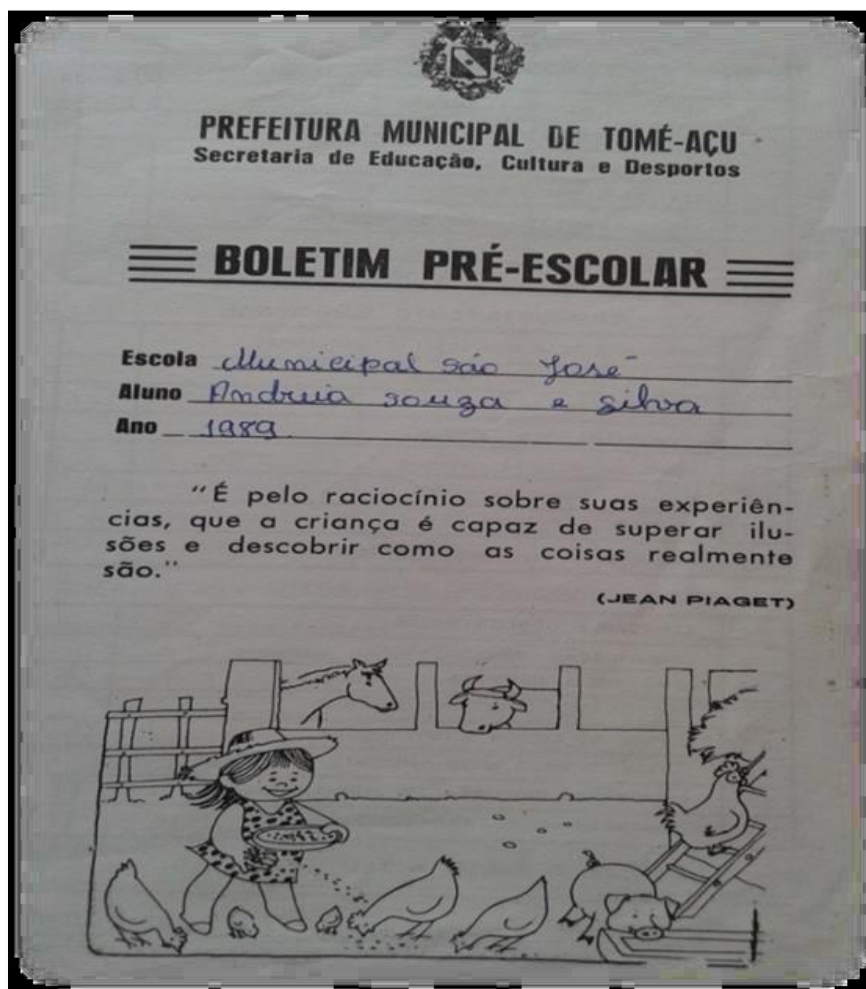 PREFEITURA MUNICIPAL DE TOMÉ-AÇU
Secretaria de Educação, Cultura e Desportos
BOLETIM PRÉ-ESCOLAR
Escola Municipal são José
Aluno Andreia souza e silva
Ano 1989
"É pelo raciocínio sobre suas experiên-
cias, que a criança é capaz de superar ilu-
sões e descobrir como as coisas realmente
são."
(JEAN PIAGET)